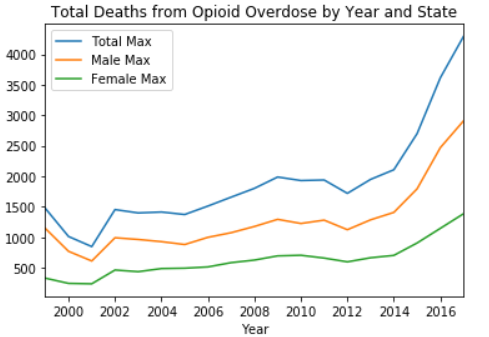 Total Deaths from Opioid Overdose by Year and State
Total Max
Male Max
Female Max
4500
4000
3500
3000
2500
2000
1500
1000
500
2000 2002 2004 2006 2008 2010 2012 2014 2016
Year